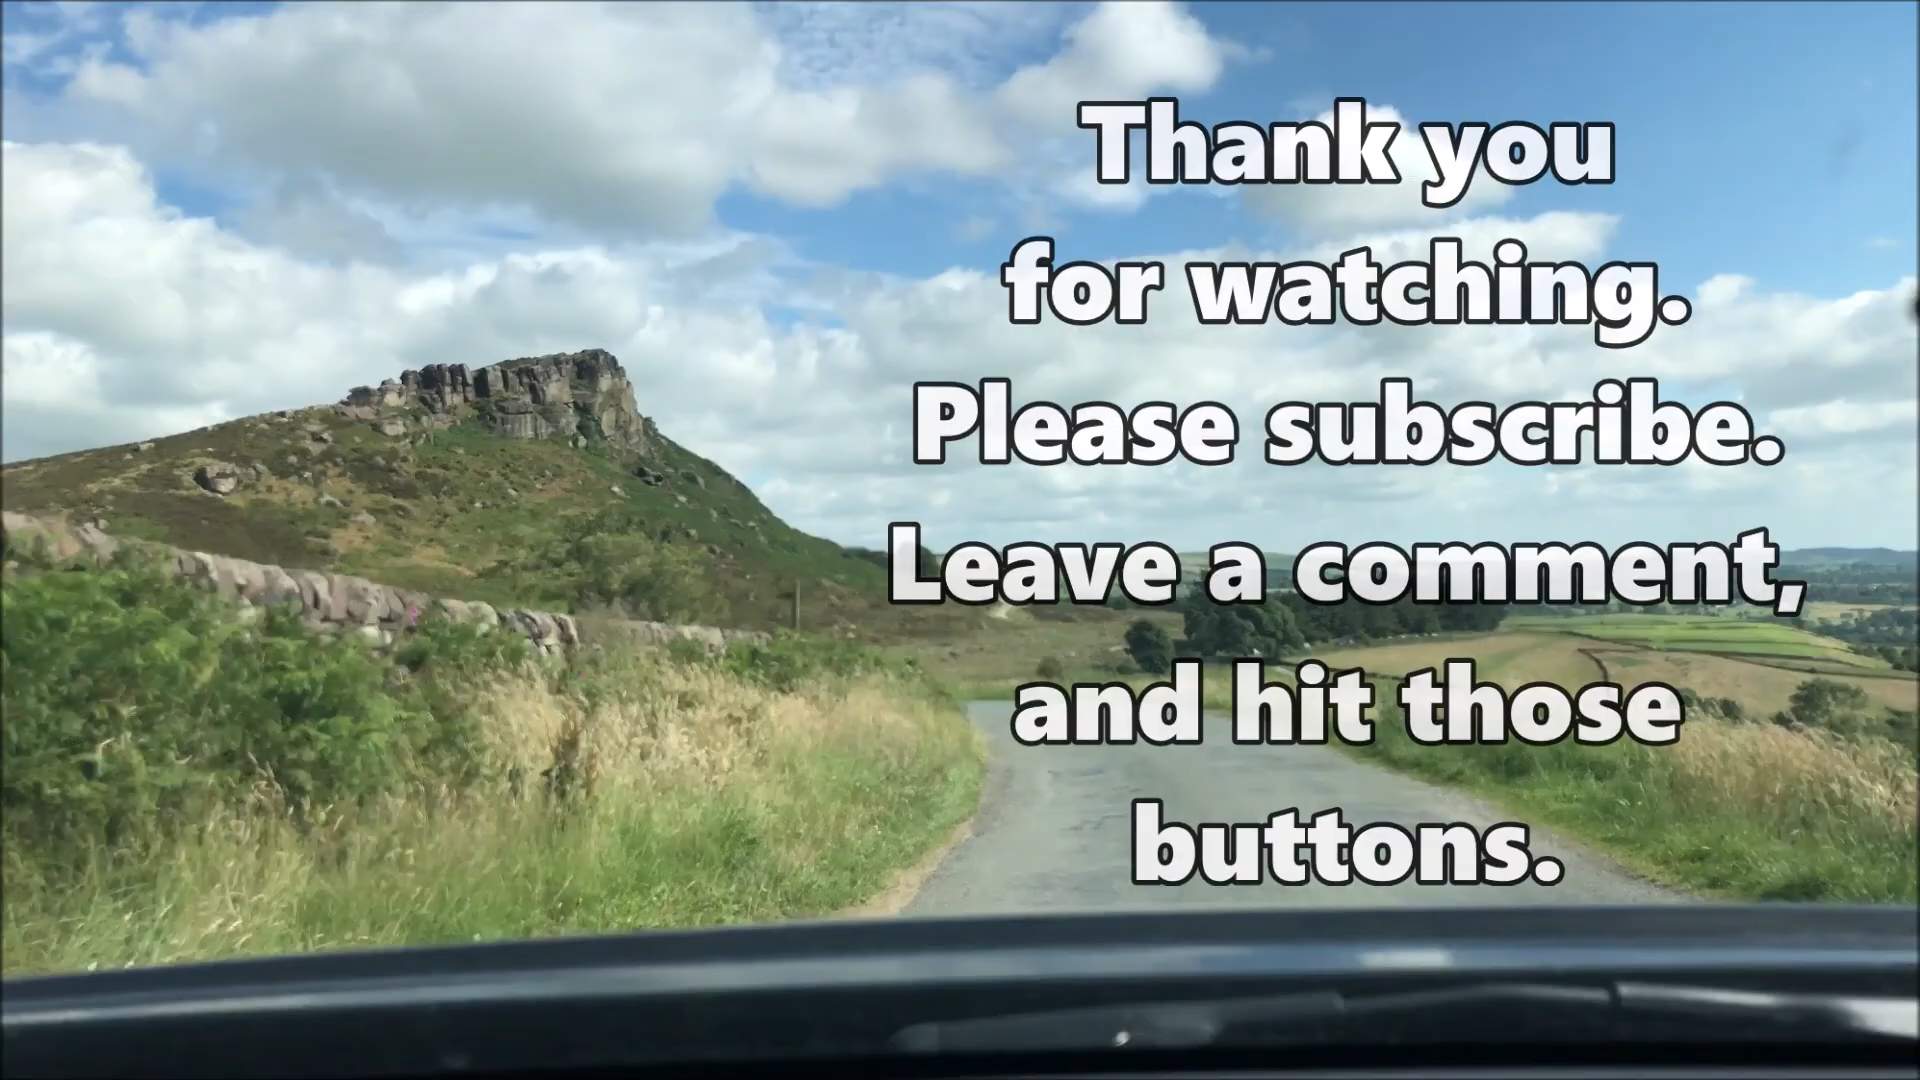 Thank you
for watching.
Please subscribe.
Leave a comment,
and hit those
buttons.